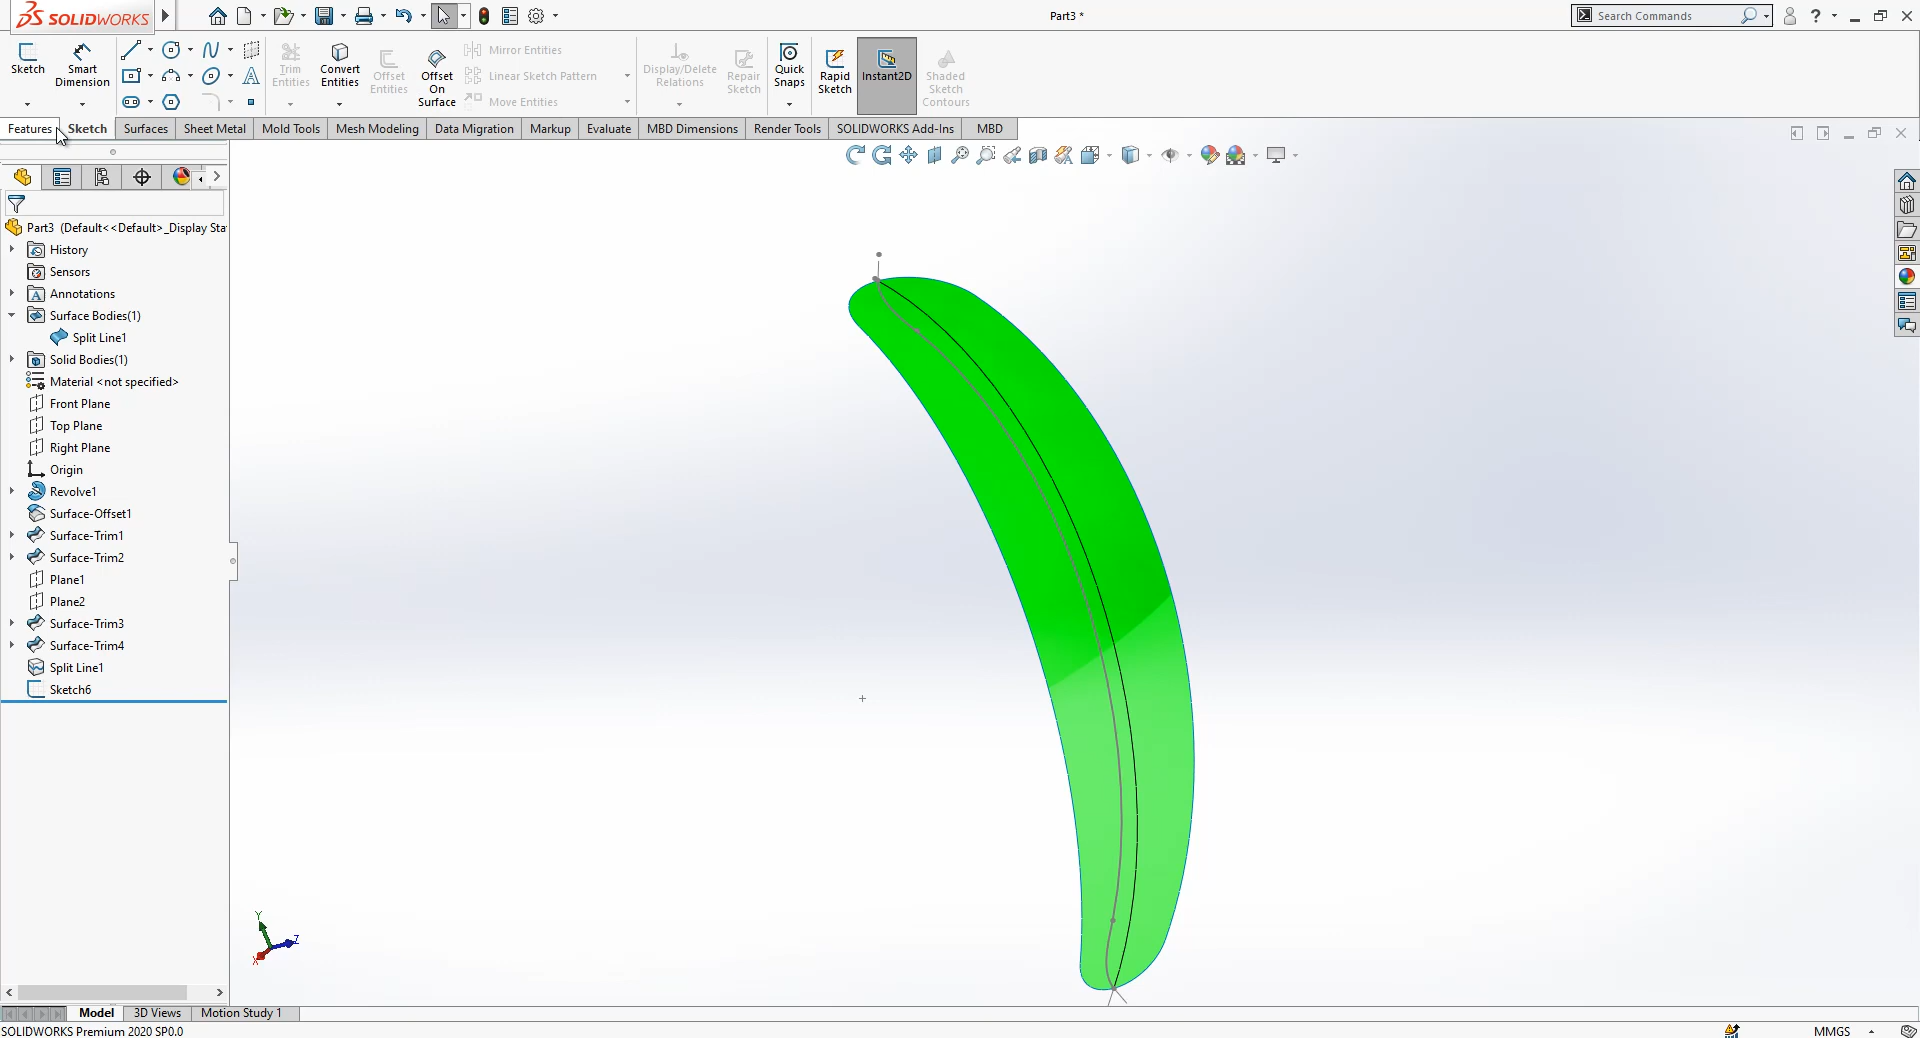 SOLIDWORKS
Part3 *
Search Commands
?
Sketch
Smart Dimension
Trim Entities
Convert Entities
Offset Entities
Offset On Surface
Mirror Entities
Linear Sketch Pattern
Move Entities
Display/Delete Relations
Repair Sketch
Quick Snaps
Rapid Sketch
Instant2D
Shaded Sketch Contours
Features
Sketch
Surfaces
Sheet Metal
Mold Tools
Mesh Modeling
Data Migration
Markup
Evaluate
MBD Dimensions
Render Tools
SOLIDWORKS Add-Ins
MBD
Part3 (Default<<Default>_Display Sta
History
Sensors
Annotations
Surface Bodies(1)
Split Line1
Solid Bodies(1)
Material <not specified>
Front Plane
Top Plane
Right Plane
Origin
Revolve1
Surface-Offset1
Surface-Trim1
Surface-Trim2
Plane1
Plane2
Surface-Trim3
Surface-Trim4
Split Line1
Sketch6
Y
Z
X
Model
3D Views
Motion Study 1
SOLIDWORKS Premium 2020 SP0.0
MMGS